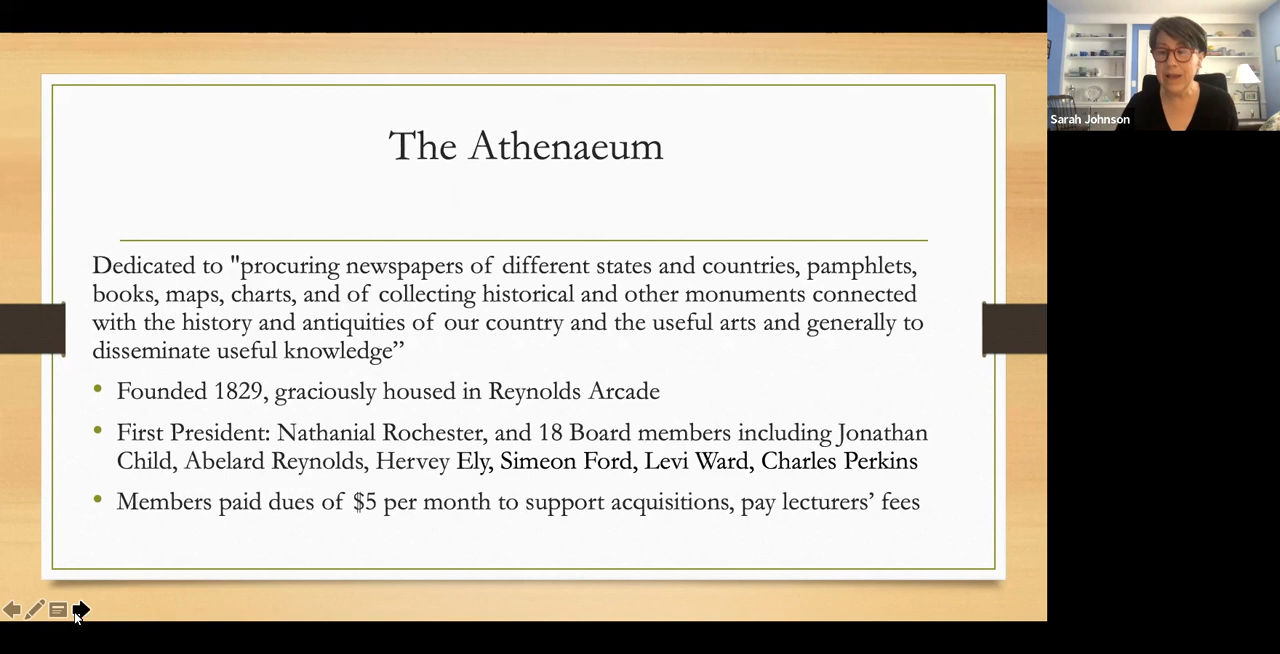 The Athenaeum
Dedicated to "procuring newspapers of different states and countries, pamphlets,
books, maps, charts, and of collecting historical and other monuments connected
with the history and antiquities of our country and the useful arts and generally to
disseminate useful knowledge”
• Founded 1829, graciously housed in Reynolds Arcade
• First President: Nathanial Rochester, and 18 Board members including Jonathan
Child, Abelard Reynolds, Hervey Ely, Simeon Ford, Levi Ward, Charles Perkins
• Members paid dues of $5 per month to support acquisitions, pay lecturers’ fees
Sarah Johnson